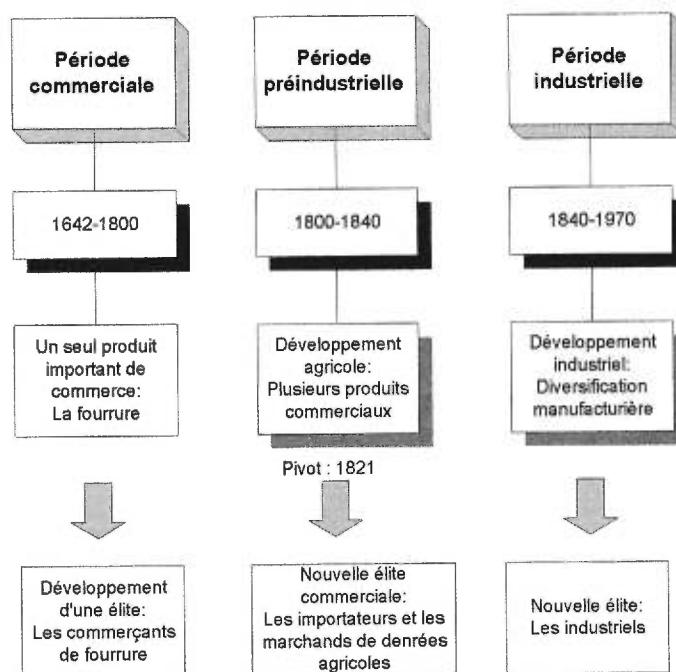 Période
commerciale
Période
préindustrielle
Période
industrielle
1642-1800
1800-1840
1840-1970
Un seul produit
important de
commerce:
La fourrure
Développement
agricole:
Plusieurs produits
commerciaux
Développement
industriel:
Diversification
manufacturière
Pivot : 1821
Développement
d'une élite:
Les commerçants
de fourrure
Nouvelle élite
commerciale:
Les importateurs et les
marchands de denrées
agricoles
Nouvelle élite:
Les industriels